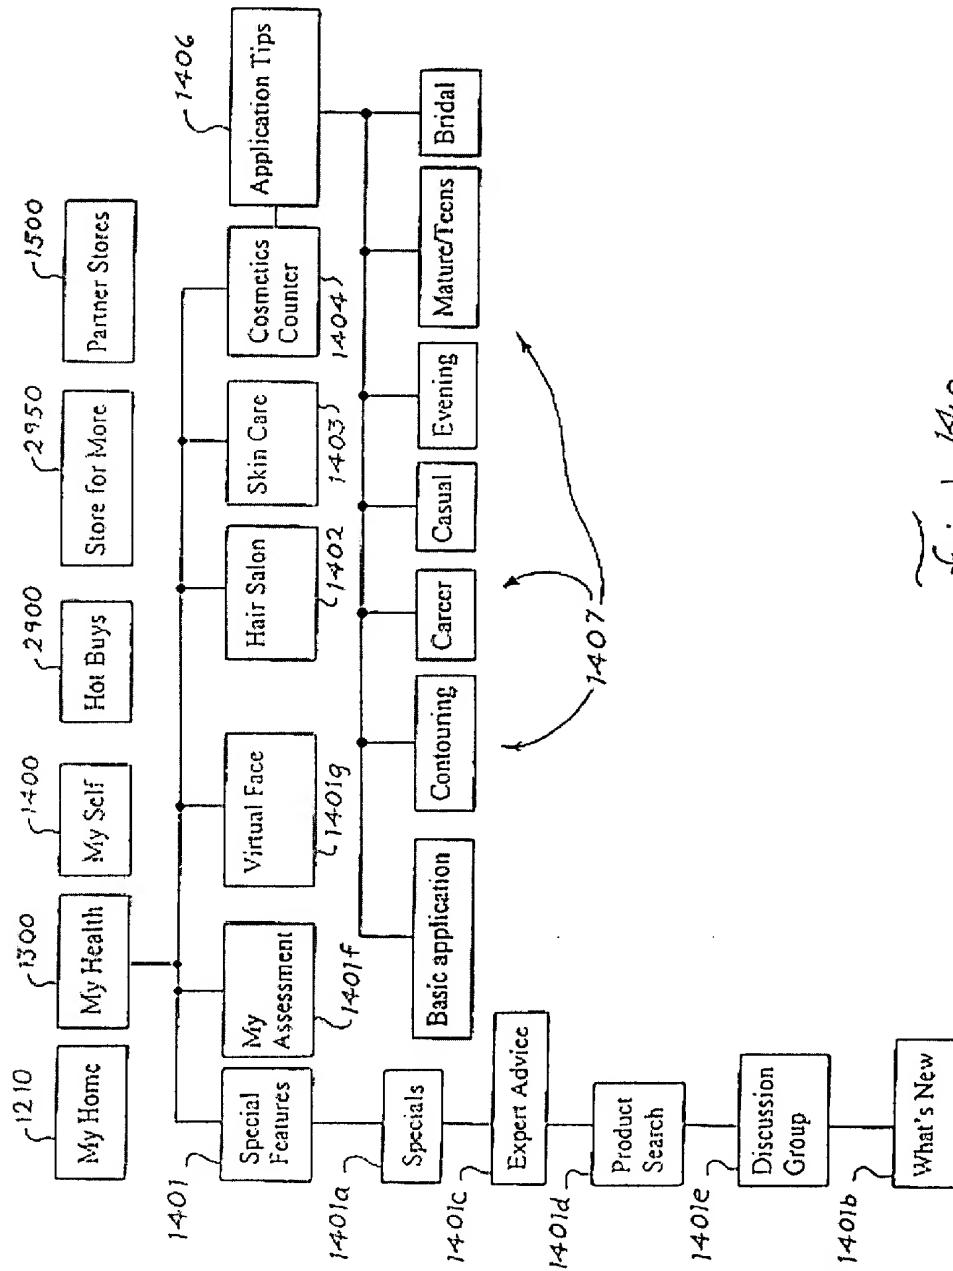 1210
1300
1400
2900
2950
1500
My Home
My Health
My Self
Hot Buys
Store for More
Partner Stores
1401
1406
Special
Features
My
Assessment
Virtual Face
Hair Salon
Skin Care
Cosmetics
Counter
Application Tips
1401f
1401g
1402
1403
1404
1401a
Specials
Basic application
Contouring
Career
Casual
Evening
Mature/Teens
Bridal
1401c
Expert Advice
1407
1401d
Product
Search
1401e
Discussion
Group
1401b
What's New